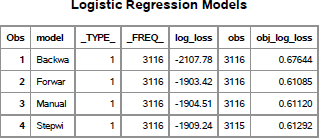 Logistic Regression Models
Obs model _TYPE_ _FREQ_ log_loss obs obj_log_loss
1 Backwa 1 3116 -2107.78 3116 0.67644
2 Forwar 1 3116 -1903.42 3116 0.61085
3 Manual 1 3116 -1904.51 3116 0.61120
4 Stepwi 1 3116 -1909.24 3115 0.61292